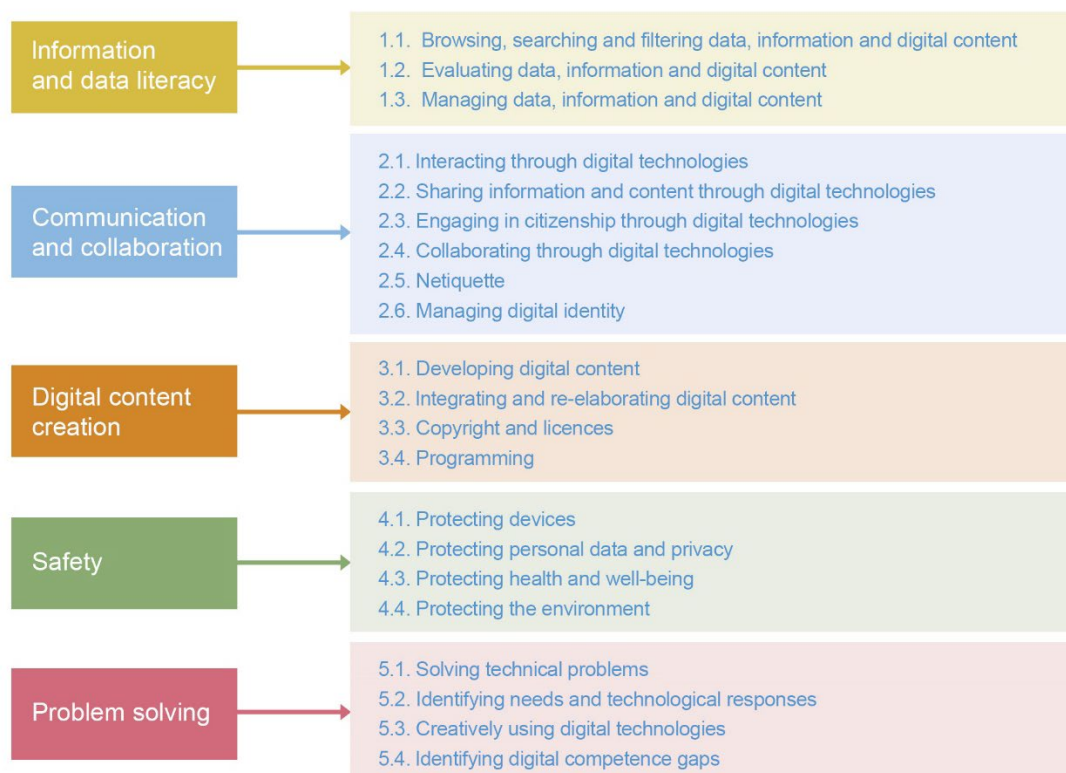 Information
and data literacy
1.1. Browsing, searching and filtering data, information and digital content
1.2. Evaluating data, information and digital content
1.3. Managing data, information and digital content
Communication
and collaboration
2.1. Interacting through digital technologies
2.2. Sharing information and content through digital technologies
2.3. Engaging in citizenship through digital technologies
2.4. Collaborating through digital technologies
2.5. Netiquette
2.6. Managing digital identity
Digital content
creation
3.1. Developing digital content
3.2. Integrating and re-elaborating digital content
3.3. Copyright and licences
3.4. Programming
Safety
4.1. Protecting devices
4.2. Protecting personal data and privacy
4.3. Protecting health and well-being
4.4. Protecting the environment
Problem solving
5.1. Solving technical problems
5.2. Identifying needs and technological responses
5.3. Creatively using digital technologies
5.4. Identifying digital competence gaps